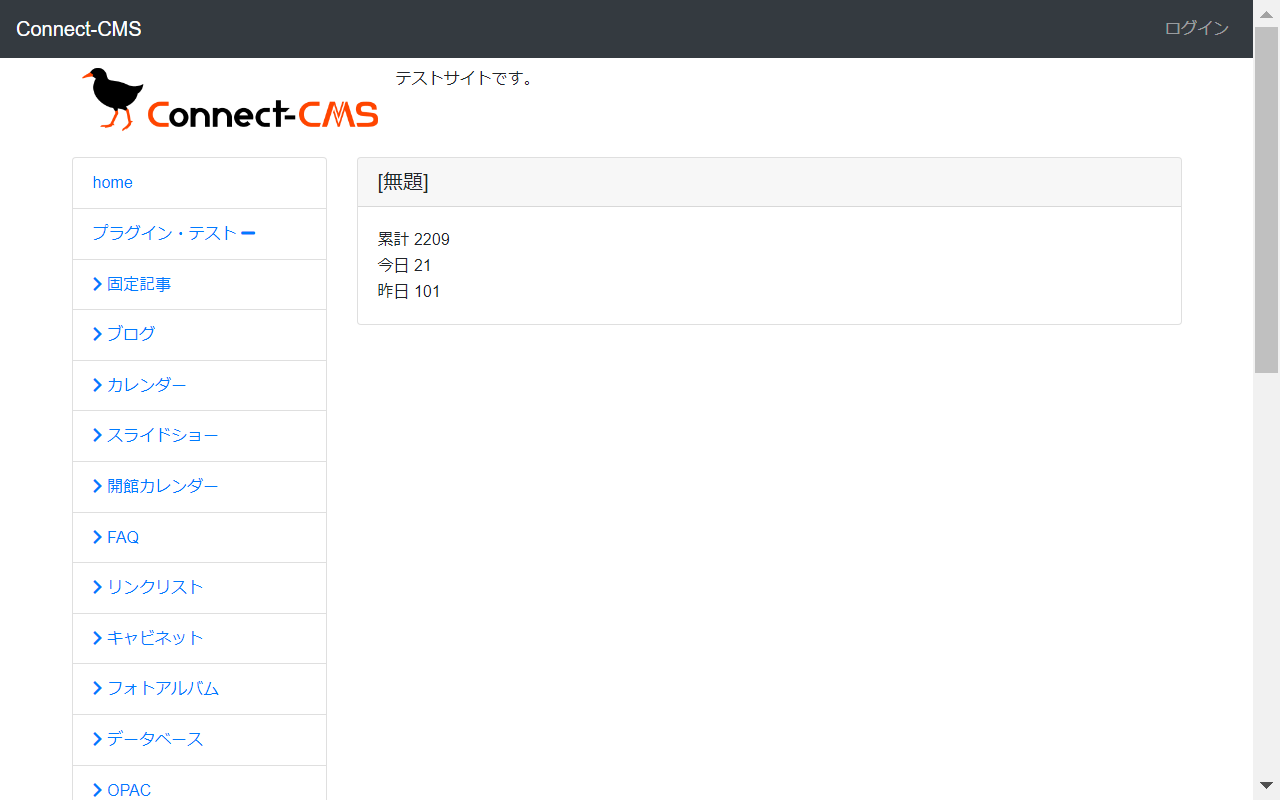 Connect-CMS
ログイン
Connect-CMS
テストサイトです。
home
プラグイン・テスト
固定記事
ブログ
カレンダー
スライドショー
開館カレンダー
FAQ
リンクリスト
キャビネット
フォトアルバム
データベース
OPAC
[無題]
累計 2209
今日 21
昨日 101